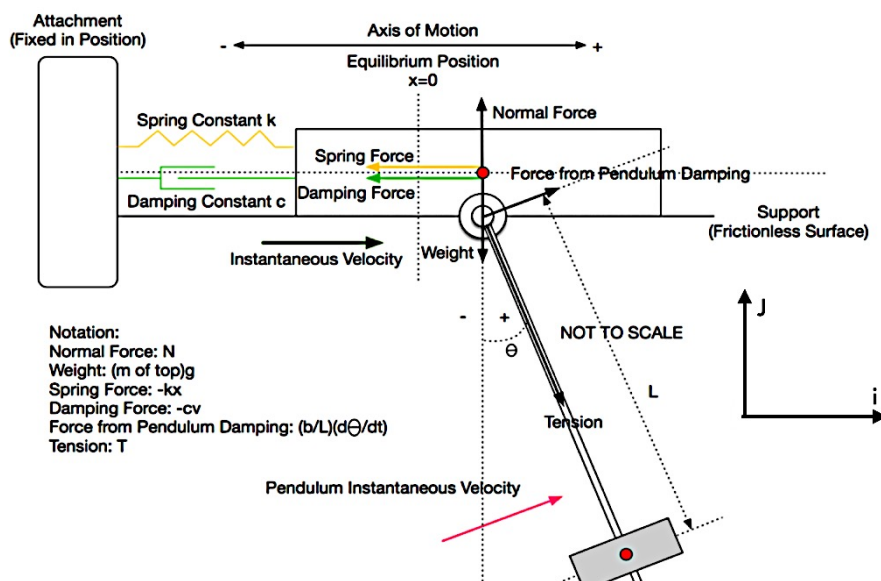 Attachment
(Fixed in Position)
- Axis of Motion +
Equilibrium Position
x=0
Normal Force
Spring Constant k
Spring Force
Force from Pendulum Damping
Damping Force
Damping Constant c
Support
(Frictionless Surface)
Instantaneous Velocity
Weight
- +
θ
NOT TO SCALE
J
i
L
Notation:
Normal Force: N
Weight: (m of top)g
Spring Force: -kx
Damping Force: -cv
Force from Pendulum Damping: (b/L)(dθ/dt)
Tension: T
Tension
Pendulum Instantaneous Velocity